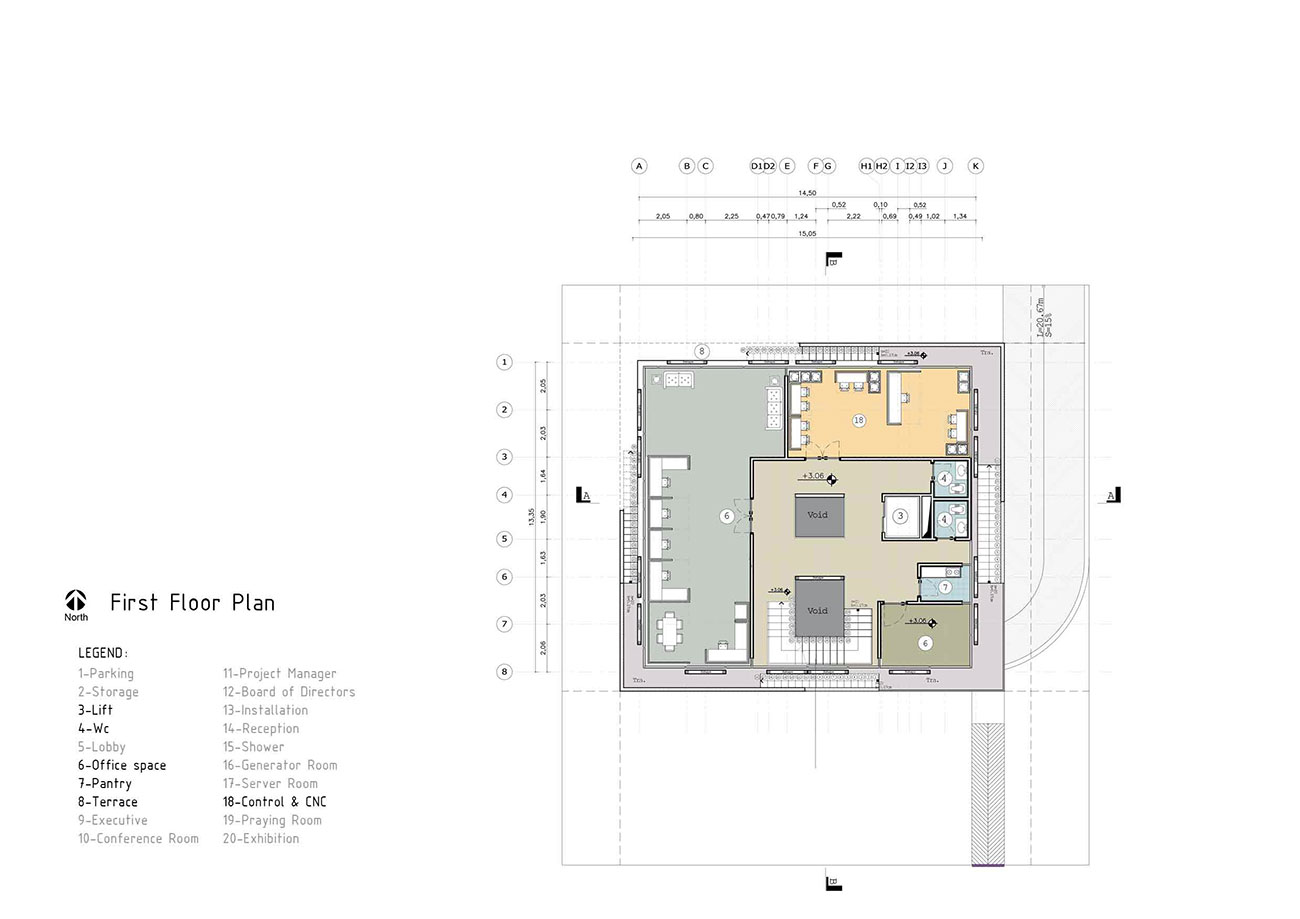 A B C D1 D2 E F G H1 H2 I I2 I3 J K
14,50
0,52 0,10 0,52
2,05 0,80 2,25 0,47 0,79 1,24 2,22 0,69 0,49 1,02 1,34
15,05
B
L=20.67m
S=15%
1
2
3
4
5
6
7
8
2,05
2,03
1,64
1,90
1,63
2,03
2,06
13,35
8
Tra.
18
+3.06
4
A
A
Void
3
4
6
7
+3.06
Void
+3.06
6
Tra.
Tra.
B
North
First Floor Plan
LEGEND:
1-Parking
2-Storage
3-Lift
4-Wc
5-Lobby
6-Office space
7-Pantry
8-Terrace
9-Executive
10-Conference Room
11-Project Manager
12-Board of Directors
13-Installation
14-Reception
15-Shower
16-Generator Room
17-Server Room
18-Control & CNC
19-Praying Room
20-Exhibition